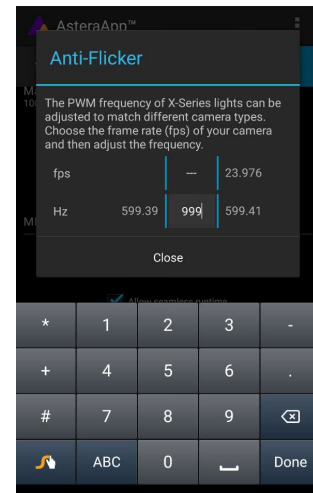 AsteraApp™
Anti-Flicker
The PWM frequency of X-Series lights can be
adjusted to match different camera types.
Choose the frame rate (fps) of your camera
and then adjust the frequency.
fps --- 23.976
Hz 599.39 999 599.41
Close
Allow seamless runtime
* 1 2 3 -
+ 4 5 6 .
# 7 8 9
ABC 0 Done